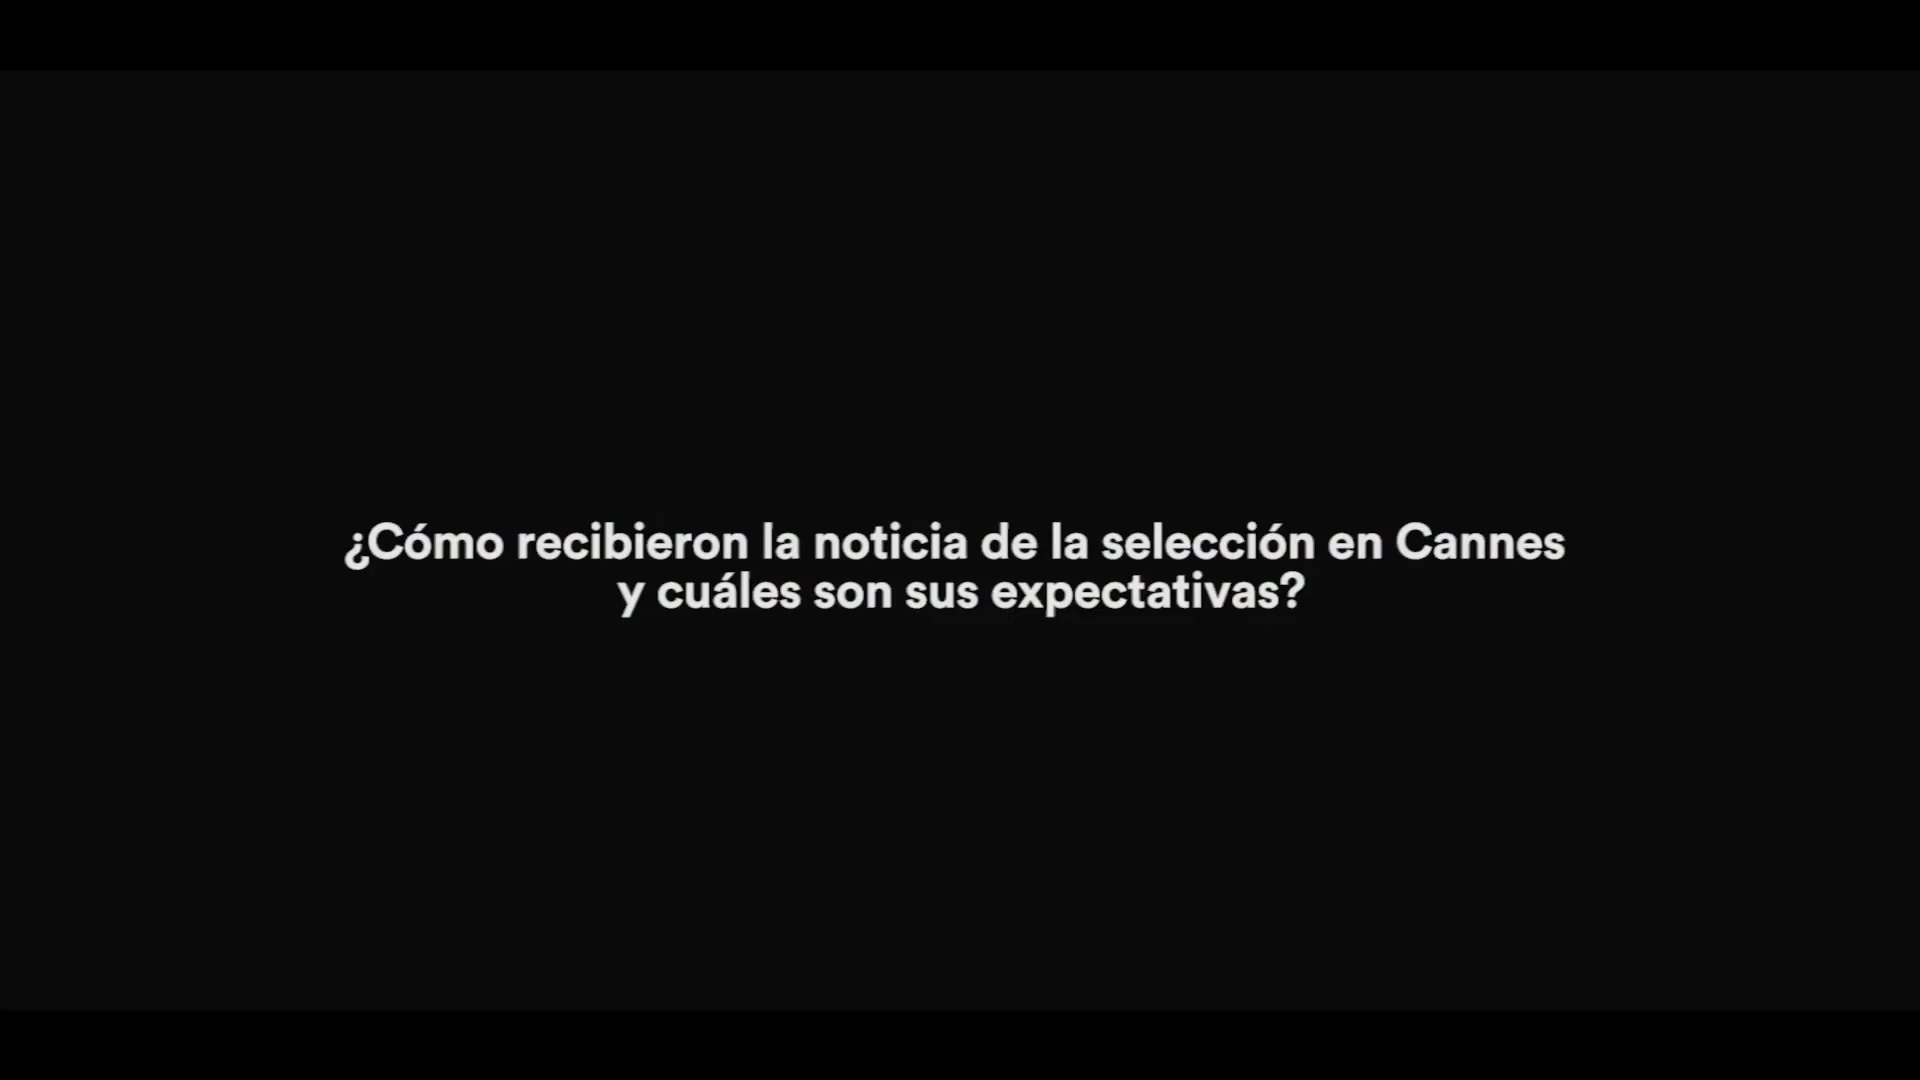 ¿Cómo recibieron la noticia de la selección en Cannes
y cuáles son sus expectativas?